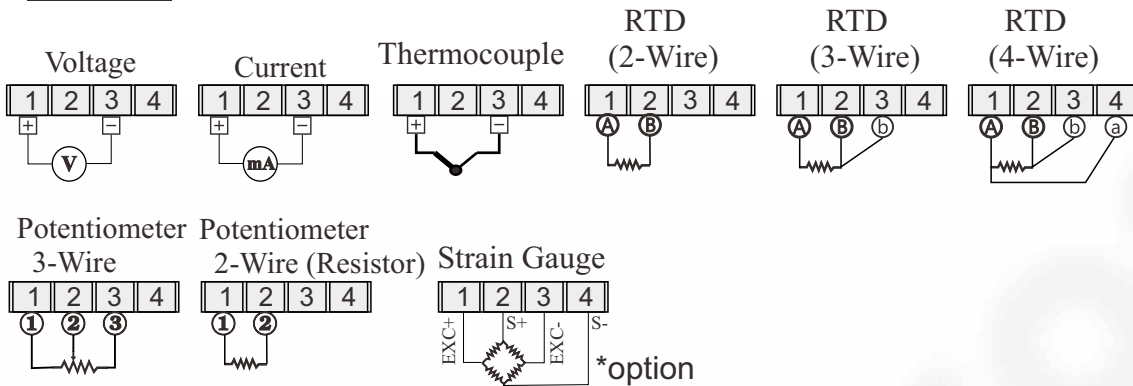 Voltage
1 2 3 4
+ −
V
Current
1 2 3 4
+ −
mA
Thermocouple
1 2 3 4
+ −
RTD
(2-Wire)
1 2 3 4
A B
RTD
(3-Wire)
1 2 3 4
A B b
RTD
(4-Wire)
1 2 3 4
A B b a
Potentiometer
3-Wire
1 2 3 4
1 2 3
Potentiometer
2-Wire (Resistor)
1 2 3 4
1 2
Strain Gauge
1 2 3 4
EXC+ S+ EXC- S-
*option